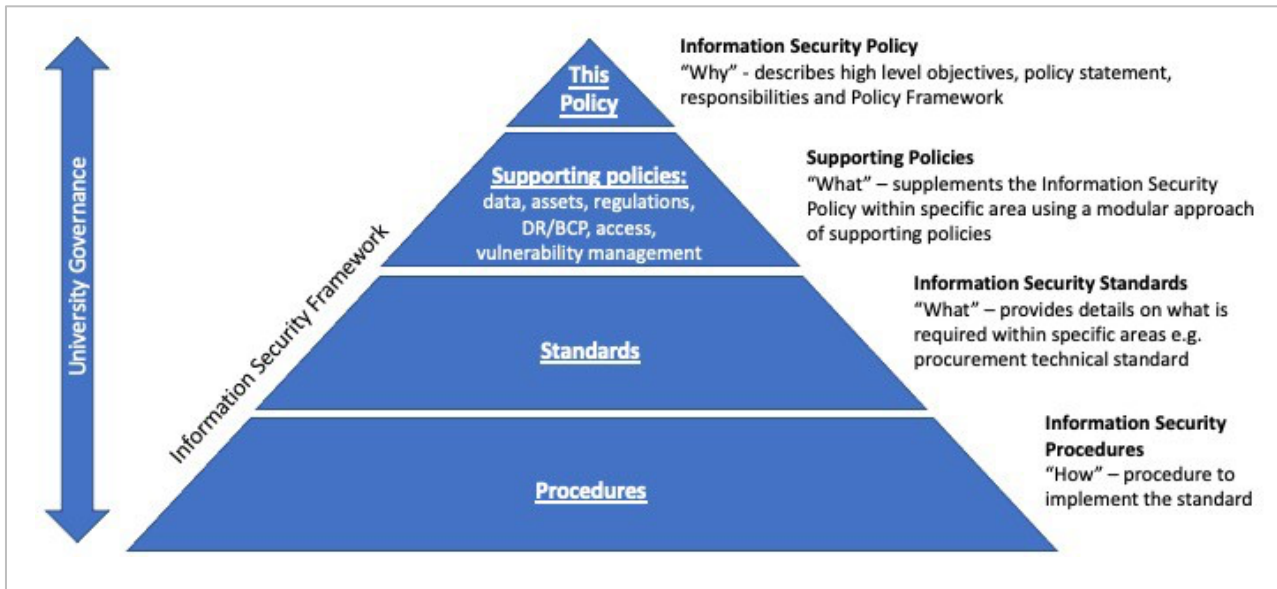 Information Security Policy
"Why" - describes high level objectives, policy statement,
responsibilities and Policy Framework
This
Policy
Supporting Policies
"What" – supplements the Information Security
Policy within specific area using a modular approach
of supporting policies
Supporting policies:
data, assets, regulations,
DR/BCP, access,
vulnerability management
University Governance
Information Security Framework
Information Security Standards
"What" – provides details on what is
required within specific areas e.g.
procurement technical standard
Standards
Information Security
Procedures
"How" – procedure to
implement the standard
Procedures